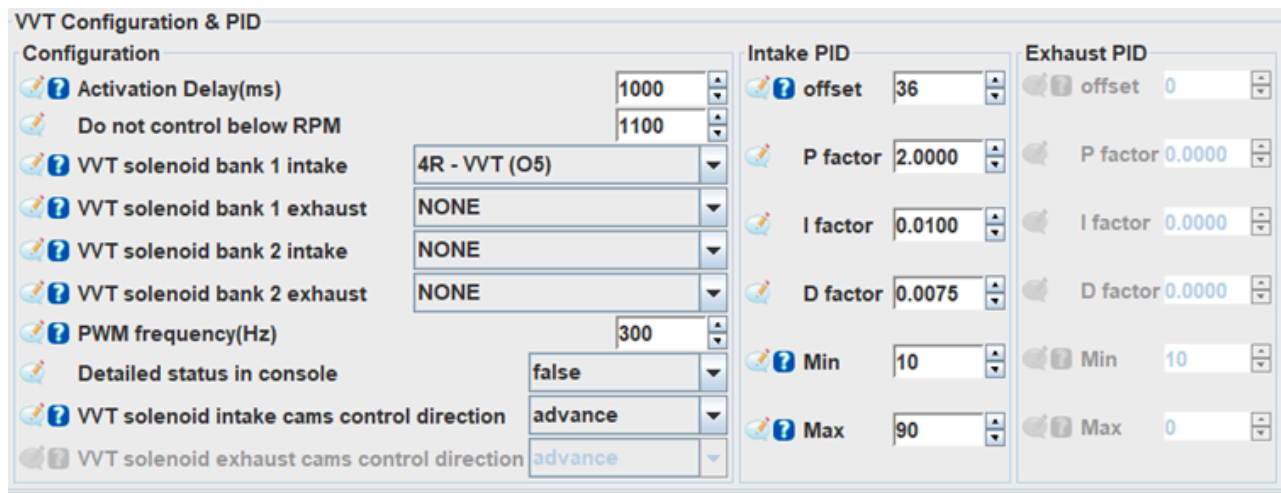 VVT Configuration & PID
Configuration
Activation Delay(ms) 1000
Do not control below RPM 1100
VVT solenoid bank 1 intake 4R - VVT (O5)
VVT solenoid bank 1 exhaust NONE
VVT solenoid bank 2 intake NONE
VVT solenoid bank 2 exhaust NONE
PWM frequency(Hz) 300
Detailed status in console false
VVT solenoid intake cams control direction advance
VVT solenoid exhaust cams control direction advance
Intake PID
offset 36
P factor 2.0000
I factor 0.0100
D factor 0.0075
Min 10
Max 90
Exhaust PID
offset 0
P factor 0.0000
I factor 0.0000
D factor 0.0000
Min 10
Max 0